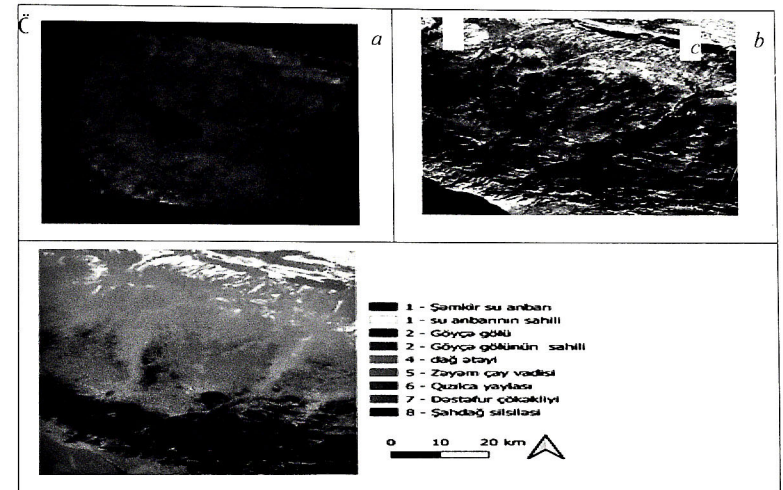 a
c
b
1 - Şəmkir su anbarı
1 - su anbarının sahili
2 - Göyçə gölü
2 - Göyçə gölünün sahili
4 - dağ ətəyi
5 - Zəyəm çay vadisi
6 - Qızılca yaylası
7 - Dəstəfur çökəkliyi
8 - Şahdağ silsiləsi
0 10 20 km